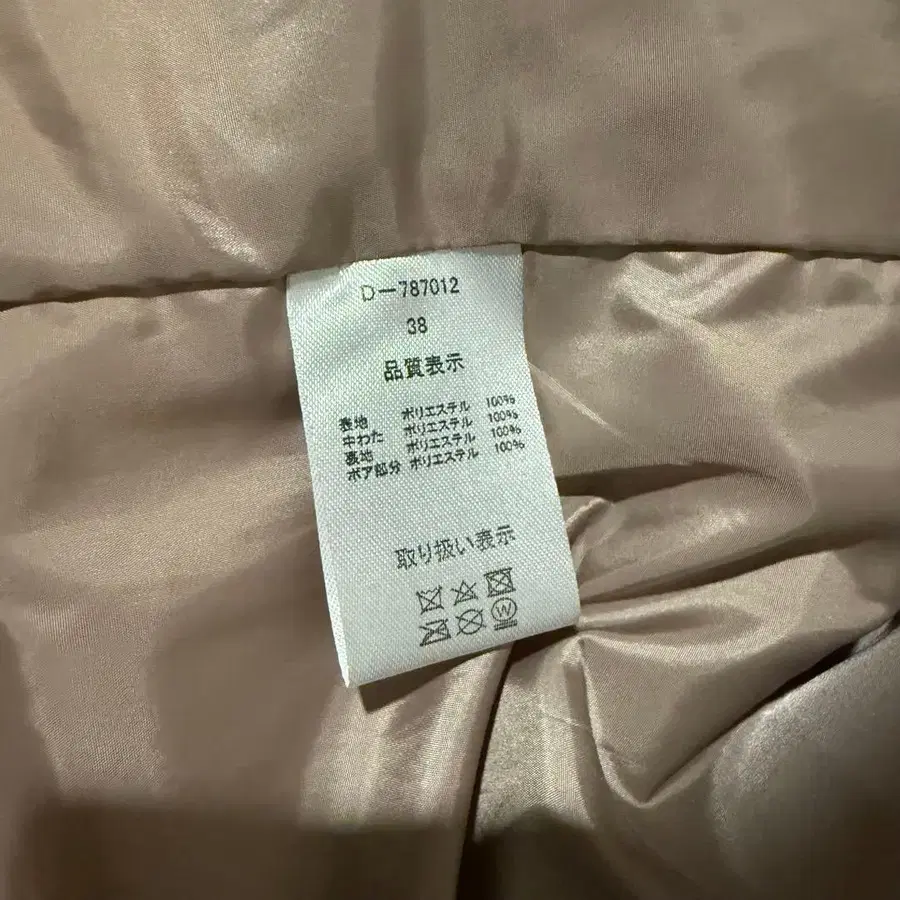 D-787012
38
品質表示
表地 ポリエステル 100%
中わた ポリエステル 100%
裏地 ポリエステル 100%
ボア部分 ポリエステル 100%
取り扱い表示
W